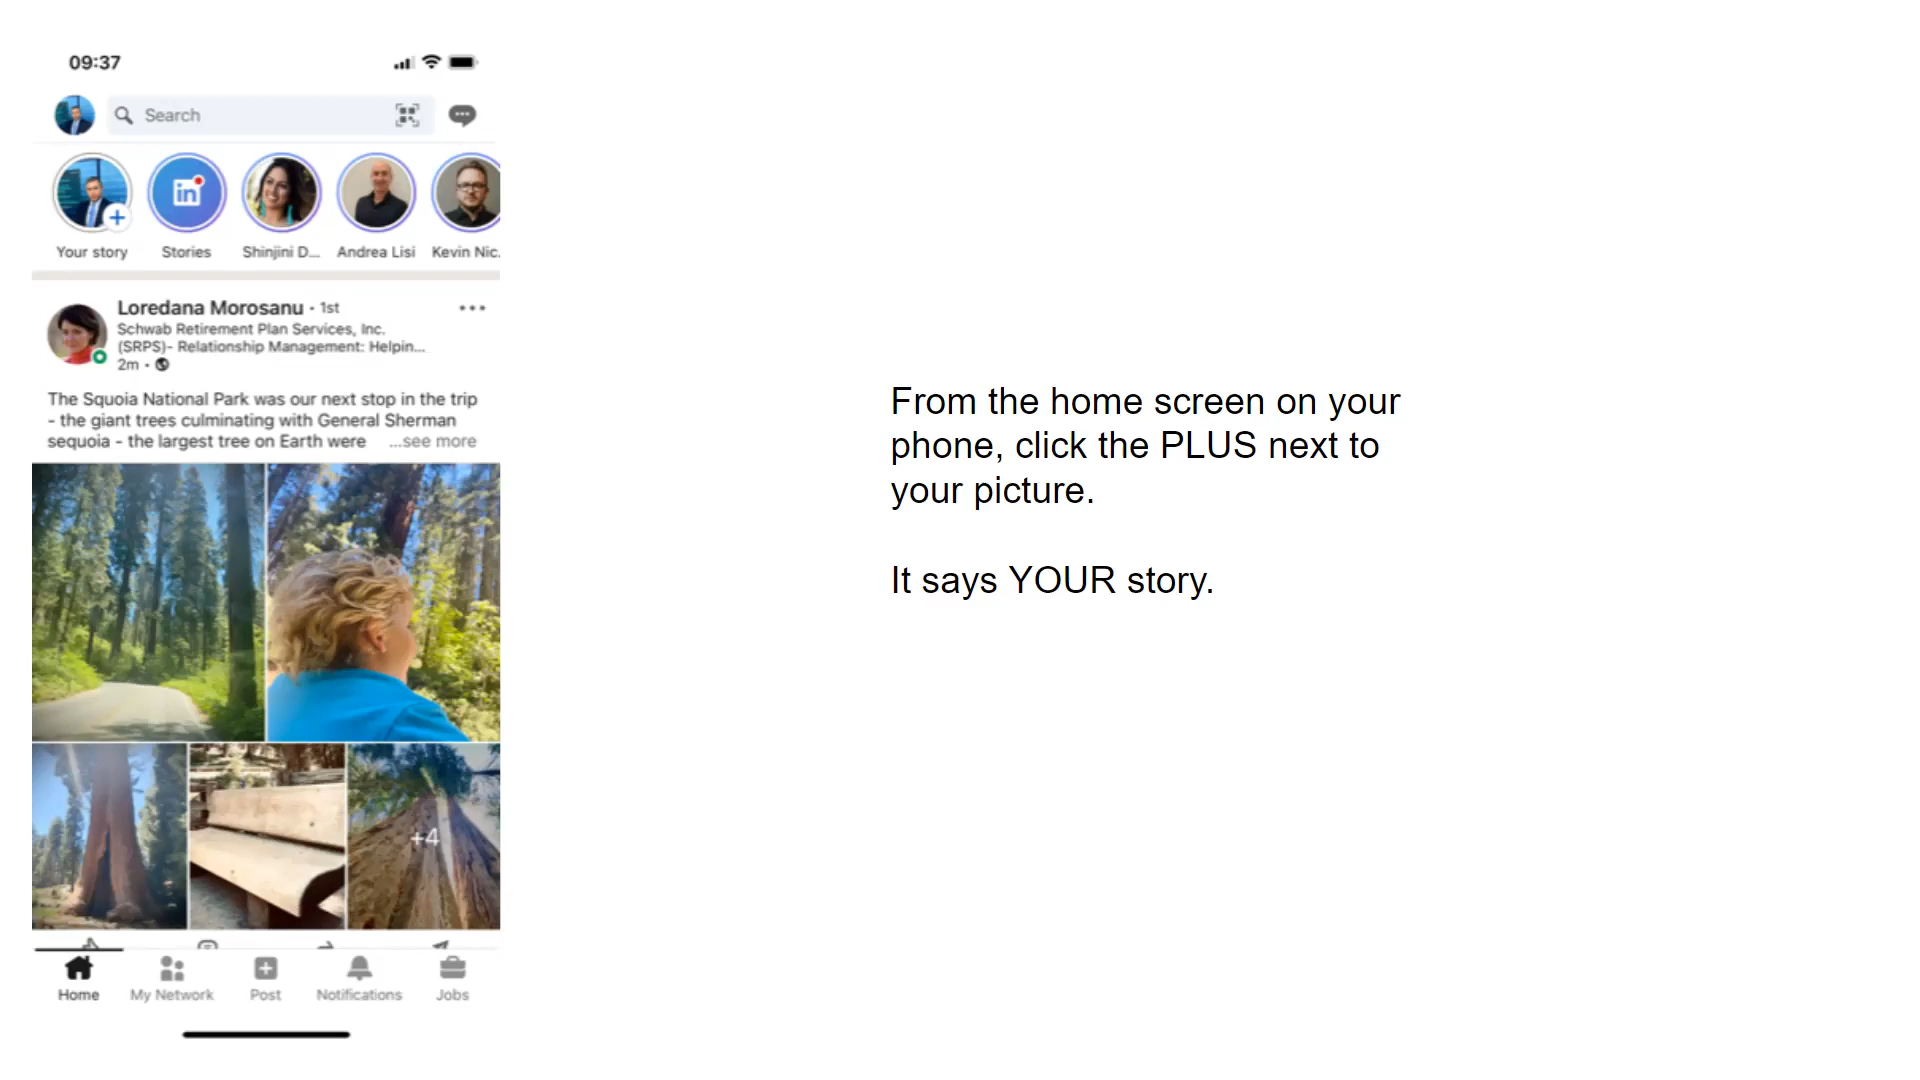 09:37
Search
Your story
Stories
Shinjini D...
Andrea Lisi
Kevin Nic.
in
Loredana Morosanu · 1st
Schwab Retirement Plan Services, Inc.
(SRPS)- Relationship Management: Helpin...
2m ·
The Squoia National Park was our next stop in the trip
- the giant trees culminating with General Sherman
sequoia - the largest tree on Earth were ...see more
+4
Home
My Network
Post
Notifications
Jobs
From the home screen on your
phone, click the PLUS next to
your picture.
It says YOUR story.